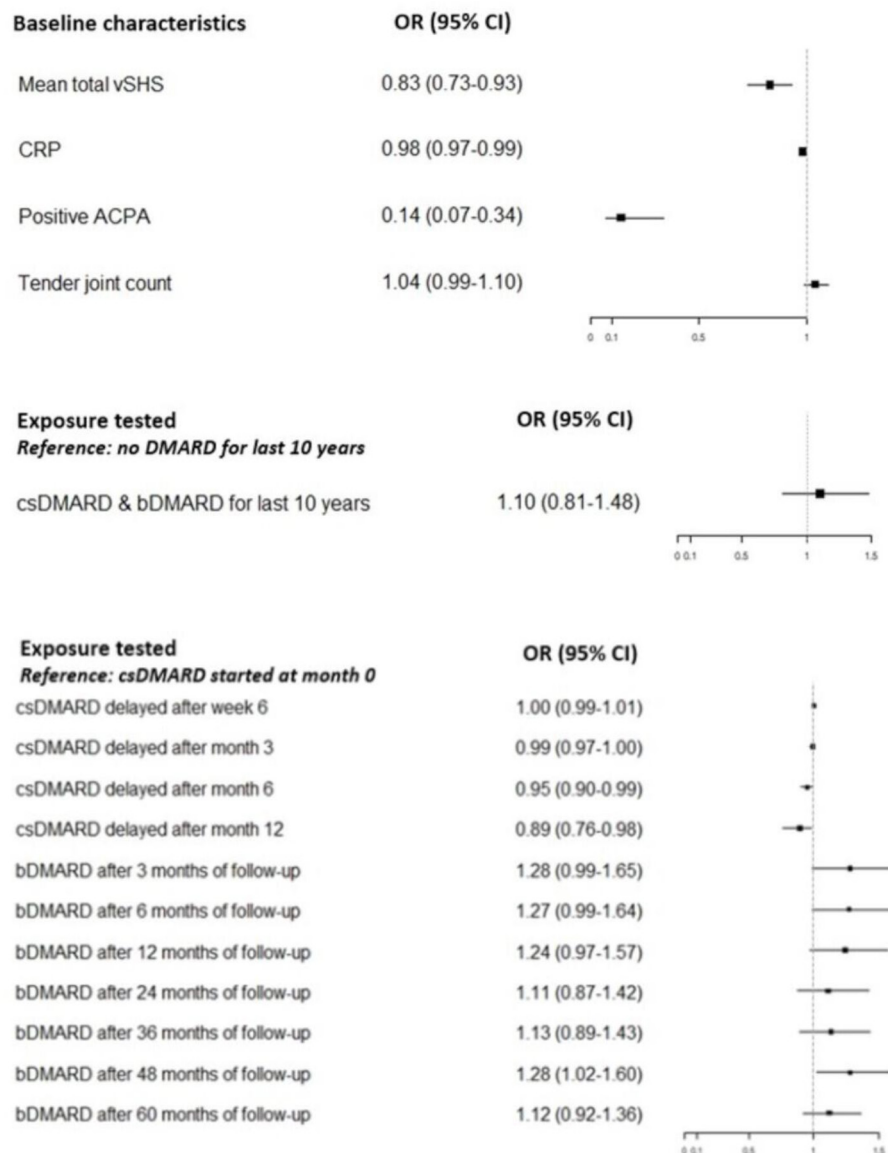 Baseline characteristics OR (95% CI)
Mean total vSHS 0.83 (0.73-0.93)
CRP 0.98 (0.97-0.99)
Positive ACPA 0.14 (0.07-0.34)
Tender joint count 1.04 (0.99-1.10)
0 0.1 0.5 1
Exposure tested OR (95% CI)
Reference: no DMARD for last 10 years
csDMARD & bDMARD for last 10 years 1.10 (0.81-1.48)
0 0.1 0.5 1 1.5
Exposure tested OR (95% CI)
Reference: csDMARD started at month 0
csDMARD delayed after week 6 1.00 (0.99-1.01)
csDMARD delayed after month 3 0.99 (0.97-1.00)
csDMARD delayed after month 6 0.95 (0.90-0.99)
csDMARD delayed after month 12 0.89 (0.76-0.98)
bDMARD after 3 months of follow-up 1.28 (0.99-1.65)
bDMARD after 6 months of follow-up 1.27 (0.99-1.64)
bDMARD after 12 months of follow-up 1.24 (0.97-1.57)
bDMARD after 24 months of follow-up 1.11 (0.87-1.42)
bDMARD after 36 months of follow-up 1.13 (0.89-1.43)
bDMARD after 48 months of follow-up 1.28 (1.02-1.60)
bDMARD after 60 months of follow-up 1.12 (0.92-1.36)
0 0.1 0.5 1 1.5